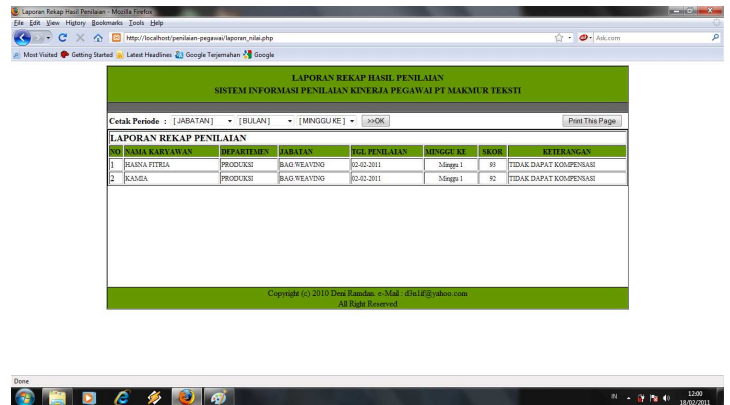 Laporan Rekap Hasil Penilaian - Mozilla Firefox
File Edit View History Bookmarks Tools Help
http://localhost/penilaian-pegawai/laporan_nilai.php
Ask.com
Most Visited Getting Started Latest Headlines Google Terjemahan Google
LAPORAN REKAP HASIL PENILAIAN
SISTEM INFORMASI PENILAIAN KINERJA PEGAWAI PT MAKMUR TEKSTI
Cetak Periode : [JABATAN] [BULAN] [MINGGU KE] >>OK Print This Page
LAPORAN REKAP PENILAIAN
NO NAMA KARYAWAN DEPARTEMEN JABATAN TGL PENILAIAN MINGGU KE SKOR KETERANGAN
1 HASNA FITRIA PRODUKSI BAG.WEAVING 02-02-2011 Minggu 1 93 TIDAK DAPAT KOMPENSASI
2 KAMIA PRODUKSI BAG.WEAVING 02-02-2011 Minggu 1 92 TIDAK DAPAT KOMPENSASI
Copyright (c) 2010 Deni Ramdan. e-Mail : d3n1if@yahoo.com
All Right Reserved
Done
IN 12:00
18/02/2011